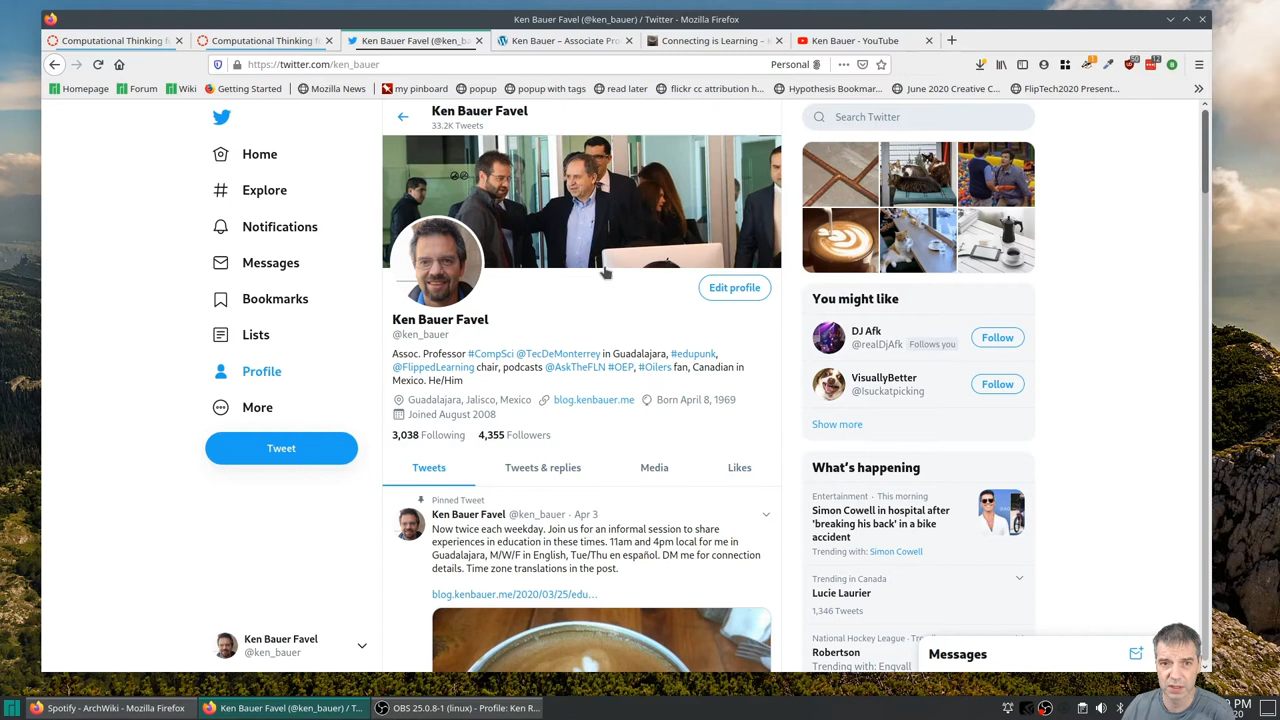 Ken Bauer Favel (@ken_bauer) / Twitter - Mozilla Firefox
Computational Thinking f
Computational Thinking f
Ken Bauer Favel (@ken_ba
Ken Bauer – Associate Pro
Connecting is Learning –
Ken Bauer - YouTube
https://twitter.com/ken_bauer
Personal
Homepage
Forum
Wiki
Getting Started
Mozilla News
my pinboard
popup
popup with tags
read later
flickr cc attribution h...
Hypothesis Bookmar...
June 2020 Creative C...
FlipTech2020 Present...
Home
Explore
Notifications
Messages
Bookmarks
Lists
Profile
More
Tweet
Ken Bauer Favel
@ken_bauer
Ken Bauer Favel
33.2K Tweets
Edit profile
Ken Bauer Favel
@ken_bauer
Assoc. Professor #CompSci @TecDeMonterrey in Guadalajara, #edupunk,
@FlippedLearning chair, podcasts @AskTheFLN #OEP, #Oilers fan, Canadian in
Mexico. He/Him
Guadalajara, Jalisco, Mexico blog.kenbauer.me Born April 8, 1969
Joined August 2008
3,038 Following 4,355 Followers
Tweets Tweets & replies Media Likes
Pinned Tweet
Ken Bauer Favel @ken_bauer · Apr 3
Now twice each weekday. Join us for an informal session to share
experiences in education in these times. 11am and 4pm local for me in
Guadalajara, M/W/F in English, Tue/Thu en español. DM me for connection
details. Time zone translations in the post.
blog.kenbauer.me/2020/03/25/edu...
Search Twitter
You might like
DJ Afk
@realDjAfk Follows you
Follow
VisuallyBetter
@Isuckatpicking
Follow
Show more
What's happening
Entertainment · This morning
Simon Cowell in hospital after
'breaking his back' in a bike
accident
Trending with: Simon Cowell
Trending in Canada
Lucie Laurier
1,346 Tweets
National Hockey League · Tre
Robertson
Trending with: Engvall
Messages
Spotify - ArchWiki - Mozilla Firefox
Ken Bauer Favel (@ken_bauer) / T...
OBS 25.0.8-1 (linux) - Profile: Ken R...
PM
20